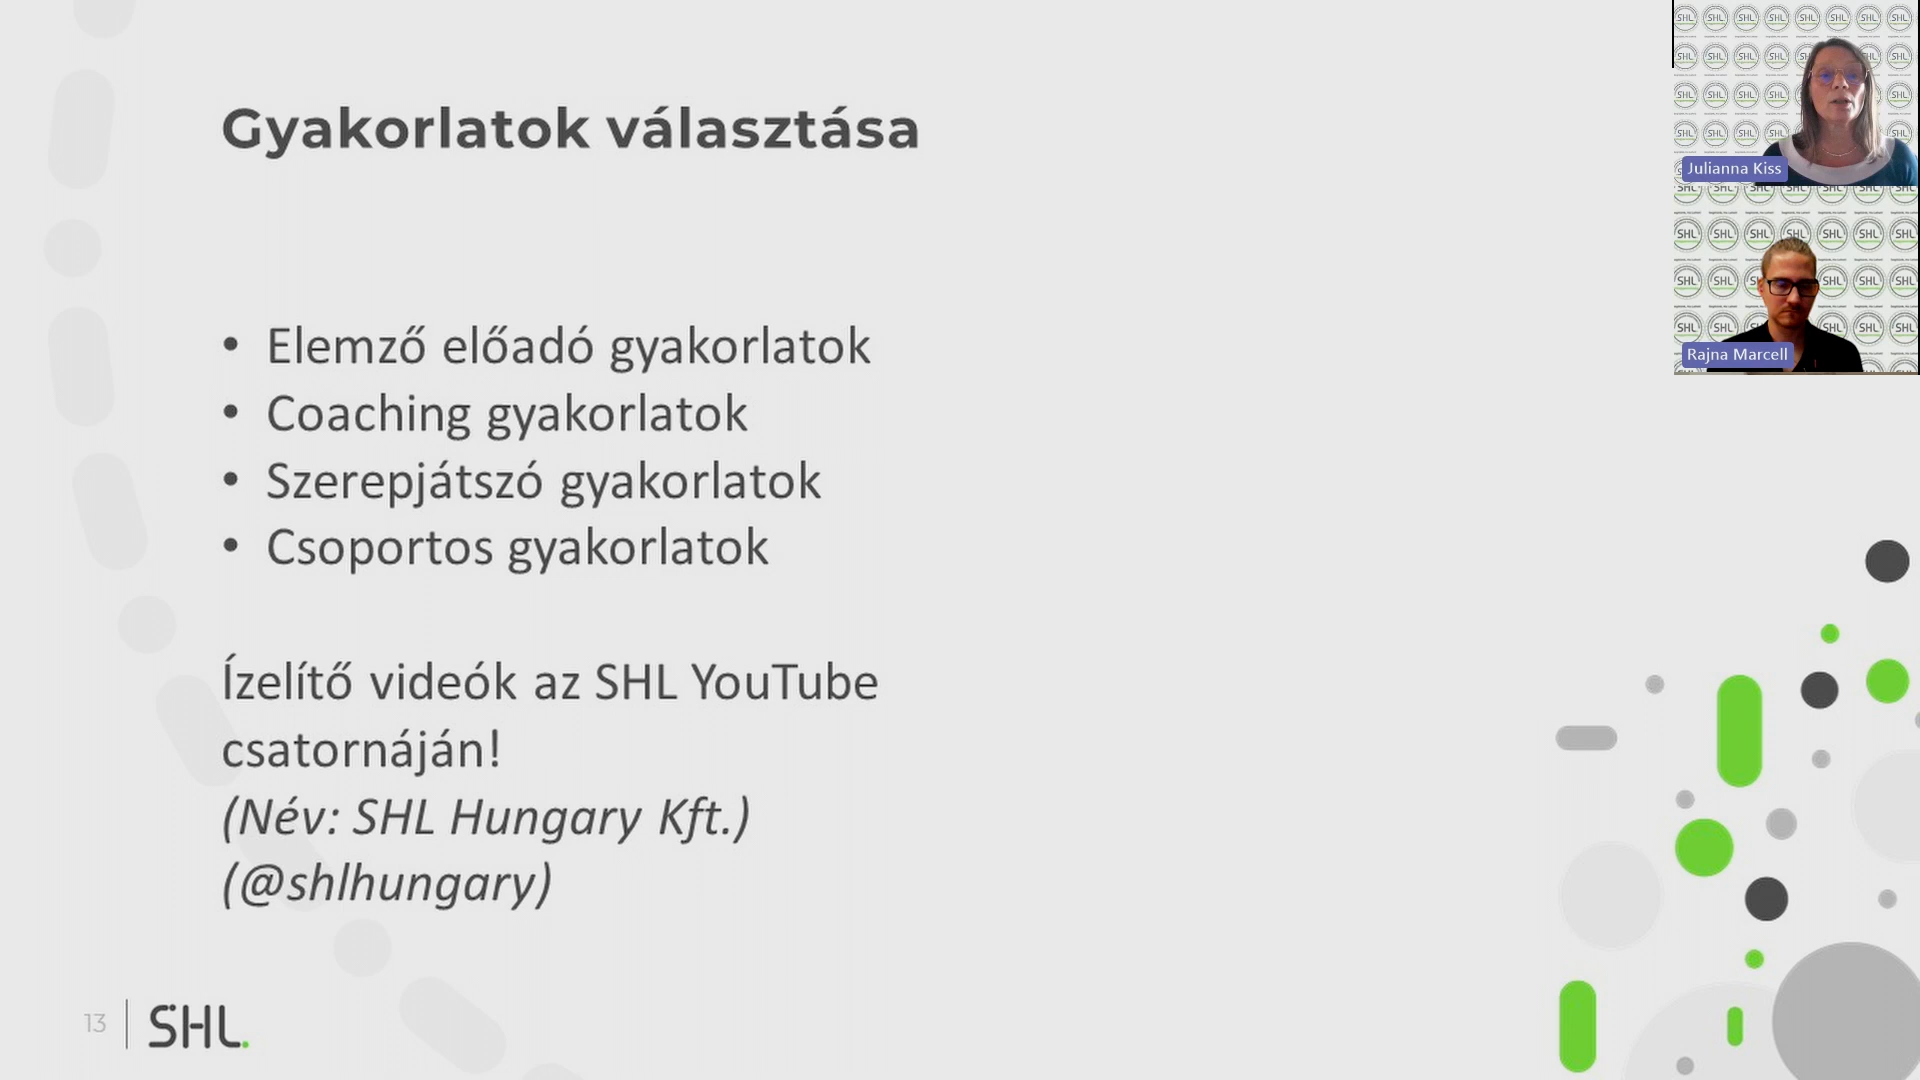 Gyakorlatok választása
• Elemző előadó gyakorlatok
• Coaching gyakorlatok
• Szerepjátszó gyakorlatok
• Csoportos gyakorlatok
Ízelítő videók az SHL YouTube
csatornáján!
(Név: SHL Hungary Kft.)
(@shlhungary)
13
SHL.
Julianna Kiss
Rajna Marcell